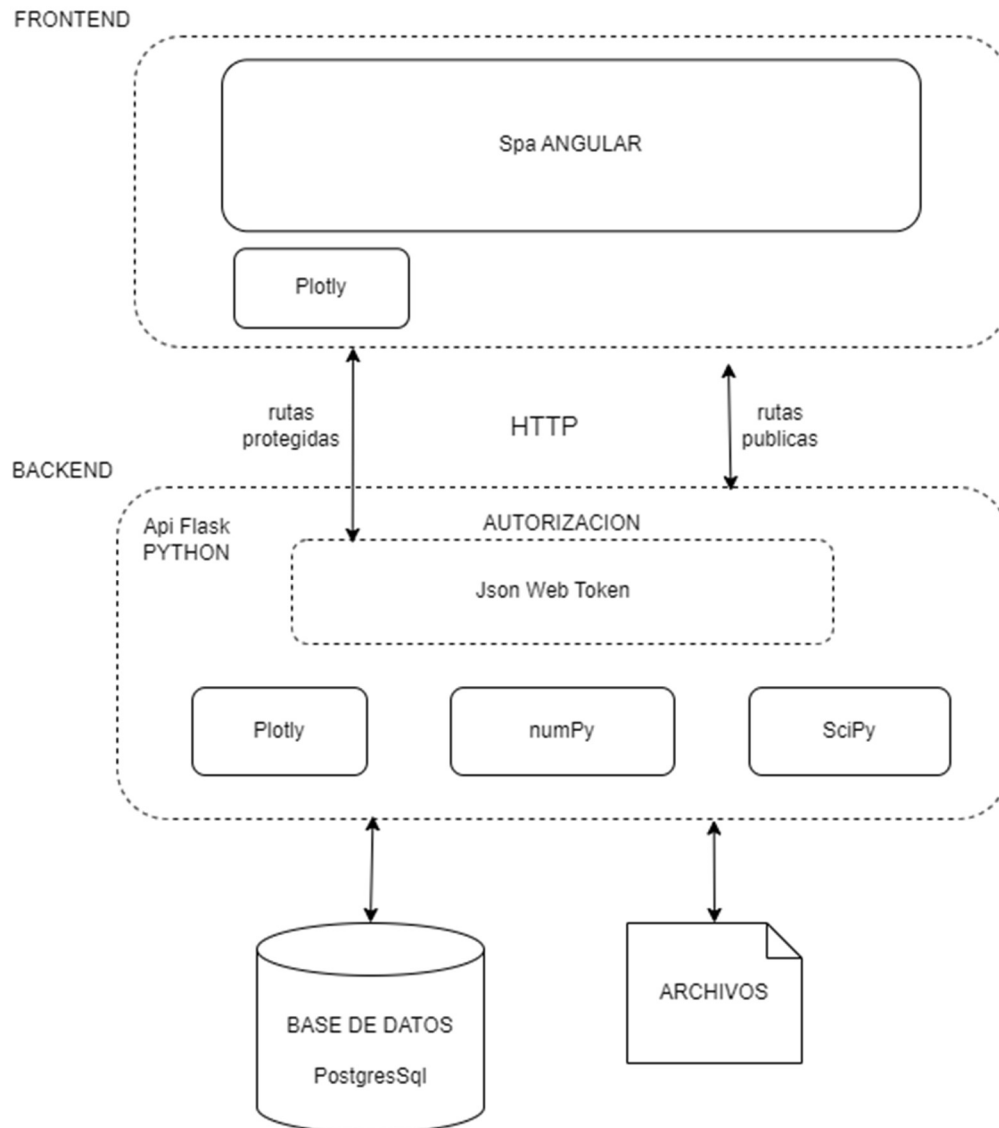 FRONTEND
Spa ANGULAR
Plotly
rutas
protegidas
HTTP
rutas
publicas
BACKEND
Api Flask
PYTHON
AUTORIZACION
Json Web Token
Plotly
numPy
SciPy
BASE DE DATOS
PostgresSql
ARCHIVOS